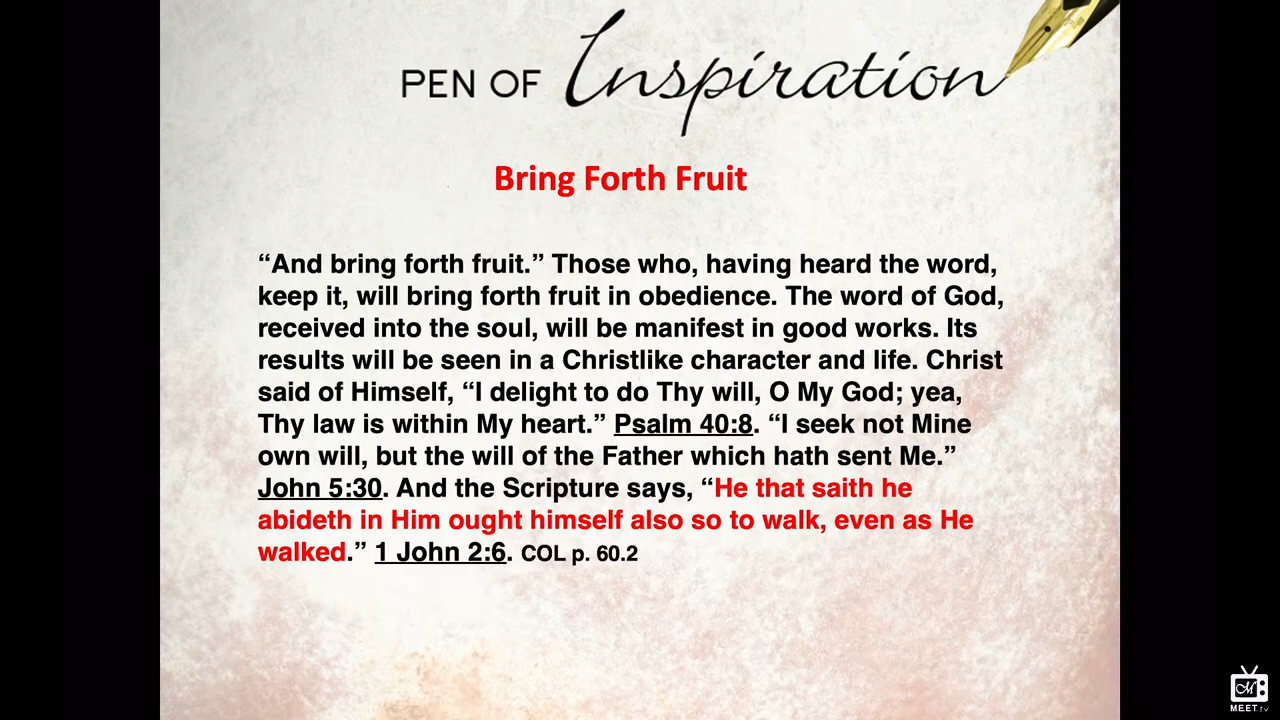 PEN OF Inspiration
Bring Forth Fruit
“And bring forth fruit.” Those who, having heard the word,
keep it, will bring forth fruit in obedience. The word of God,
received into the soul, will be manifest in good works. Its
results will be seen in a Christlike character and life. Christ
said of Himself, “I delight to do Thy will, O My God; yea,
Thy law is within My heart.” Psalm 40:8. “I seek not Mine
own will, but the will of the Father which hath sent Me.”
John 5:30. And the Scripture says, “He that saith he
abideth in Him ought himself also so to walk, even as He
walked.” 1 John 2:6. COL p. 60.2
M
MEET.tv